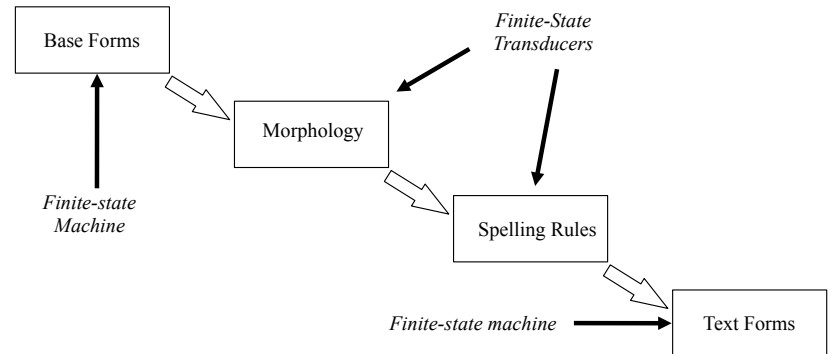 Base Forms
Finite-State
Transducers
Morphology
Finite-state
Machine
Spelling Rules
Finite-state machine
Text Forms